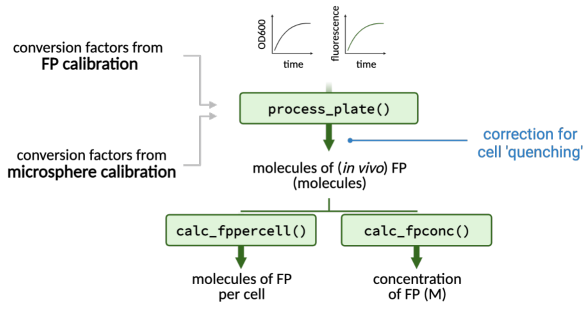 OD600
time
fluorescence
time
conversion factors from
FP calibration
process_plate()
correction for
cell 'quenching'
conversion factors from
microsphere calibration
molecules of (in vivo) FP
(molecules)
calc_fppercell()
calc_fpconc()
molecules of FP
per cell
concentration
of FP (M)